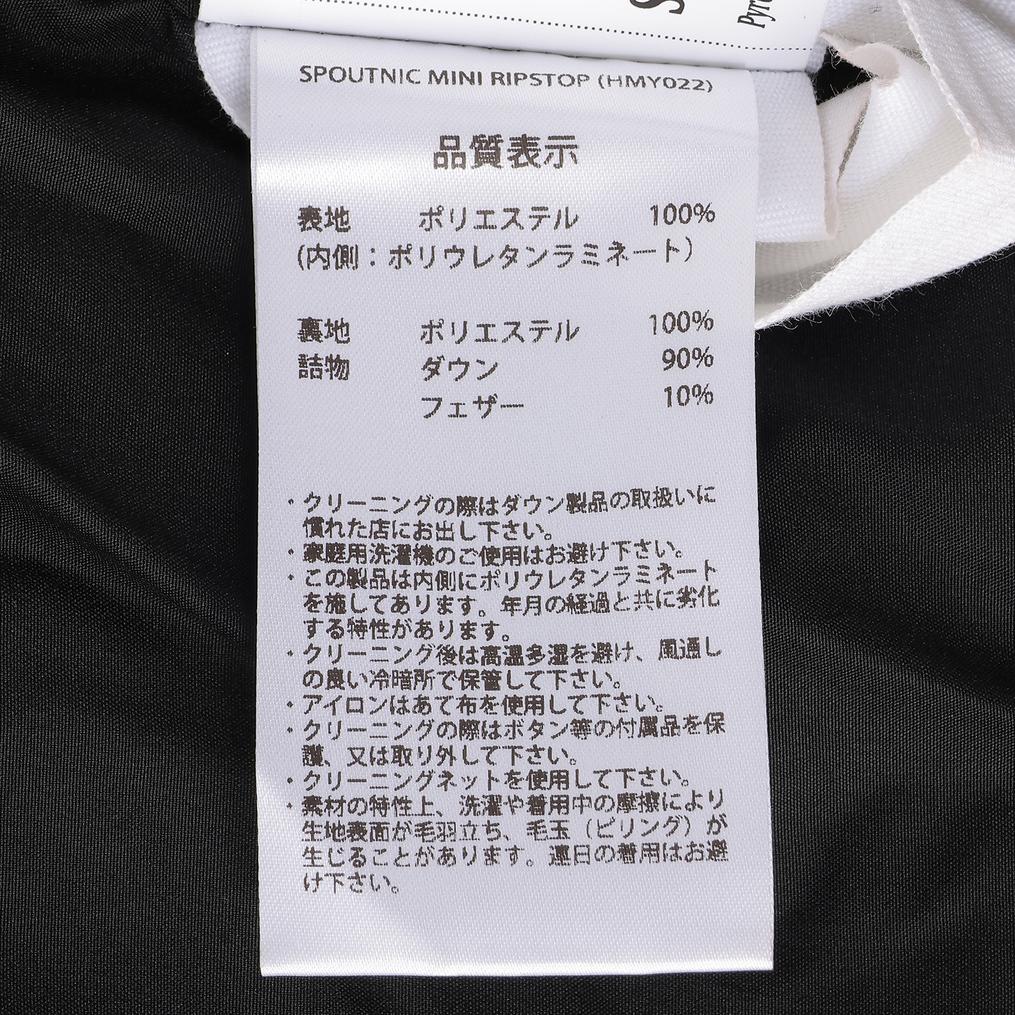 SPOUTNIC MINI RIPSTOP (HMY022)
品質表示
表地 ポリエステル 100%
(内側：ポリウレタンラミネート)
裏地 ポリエステル 100%
詰物 ダウン 90%
フェザー 10%
・クリーニングの際はダウン製品の取扱いに
慣れた店にお出し下さい。
・家庭用洗濯機のご使用はお避け下さい。
・この製品は内側にポリウレタンラミネート
を施してあります。年月の経過と共に劣化
する特性があります。
・クリーニング後は高温多湿を避け、風通し
の良い冷暗所で保管して下さい。
・アイロンはあて布を使用して下さい。
・クリーニングの際はボタン等の付属品を保
護、又は取り外して下さい。
・クリーニングネットを使用して下さい。
・素材の特性上、洗濯や着用中の摩擦により
生地表面が毛羽立ち、毛玉（ピリング）が
生じることがあります。連日の着用はお避
け下さい。